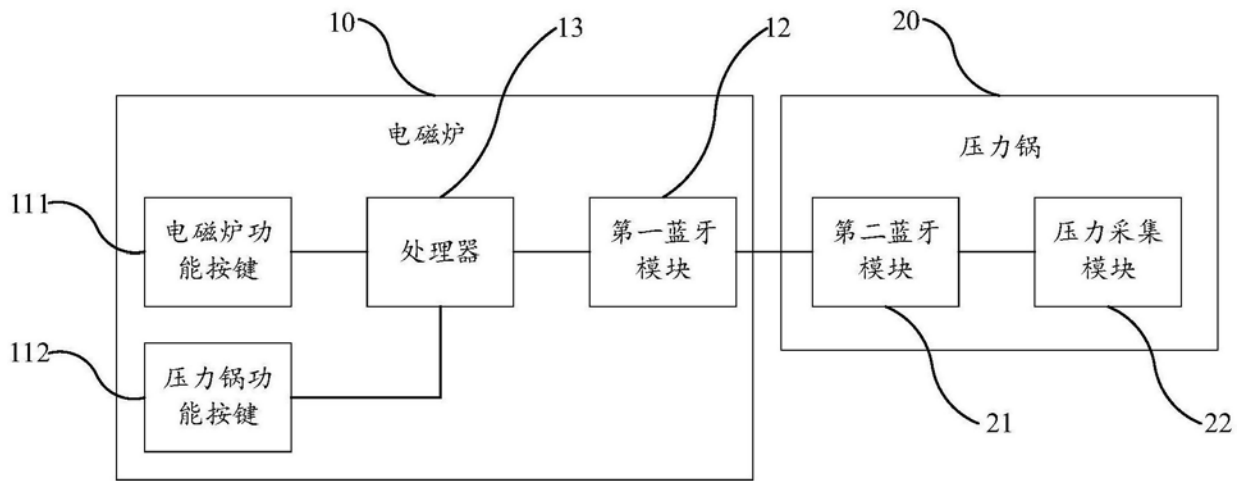 10
13
12
20
电磁炉
压力锅
111
电磁炉功
能按键
处理器
第一蓝牙
模块
第二蓝牙
模块
压力采集
模块
112
压力锅功
能按键
21
22